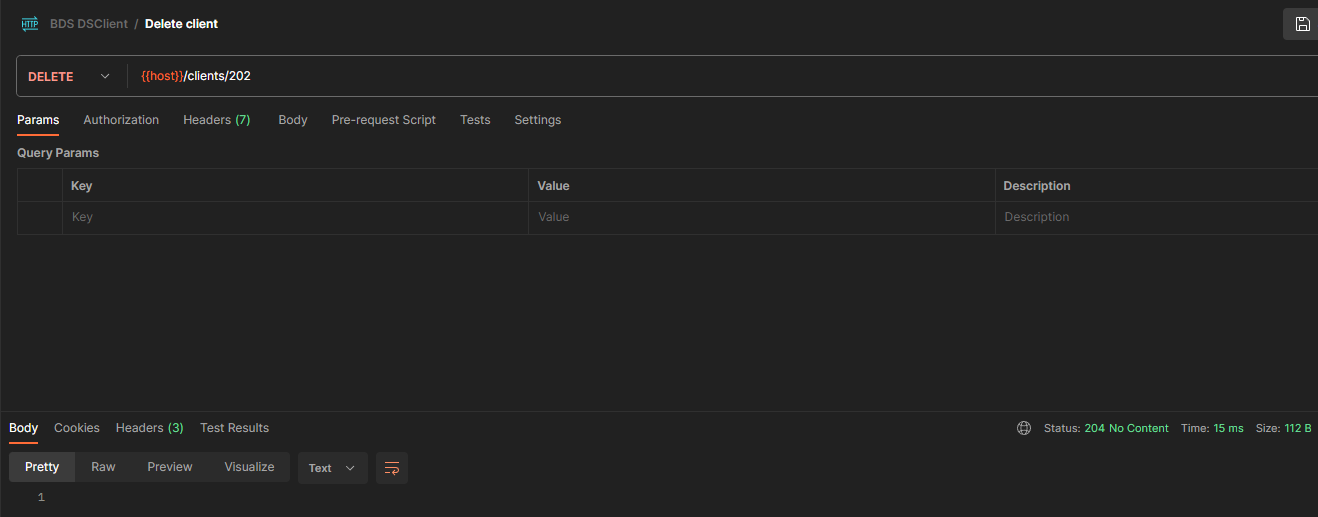 HTTP BDS DSClient / Delete client
DELETE {{host}}/clients/202
Params Authorization Headers (7) Body Pre-request Script Tests Settings
Query Params
Key Value Description
Key Value Description
Body Cookies Headers (3) Test Results Status: 204 No Content Time: 15 ms Size: 112 B
Pretty Raw Preview Visualize Text
1